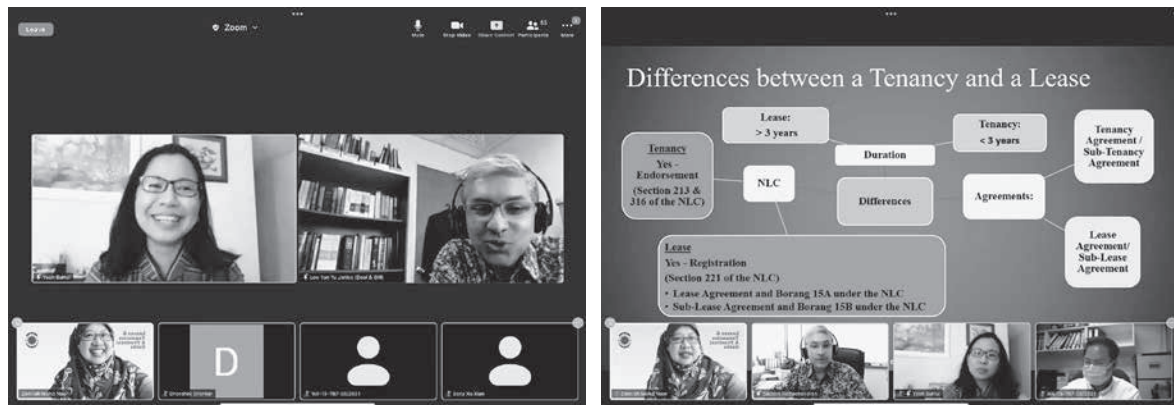 Leave
Zoom
Mute
Stop Video
Share Content
Participants
More
D
Differences between a Tenancy and a Lease
Lease:
> 3 years
Tenancy:
< 3 years
Tenancy
Agreement /
Sub-Tenancy
Agreement
Tenancy
Yes -
Endorsement
(Section 213 &
316 of the NLC)
Duration
NLC
Differences
Agreements:
Lease
Agreement/
Sub-Lease
Agreement
Lease
Yes - Registration
(Section 221 of the NLC)
• Lease Agreement and Borang 15A under the NLC
• Sub-Lease Agreement and Borang 15B under the NLC